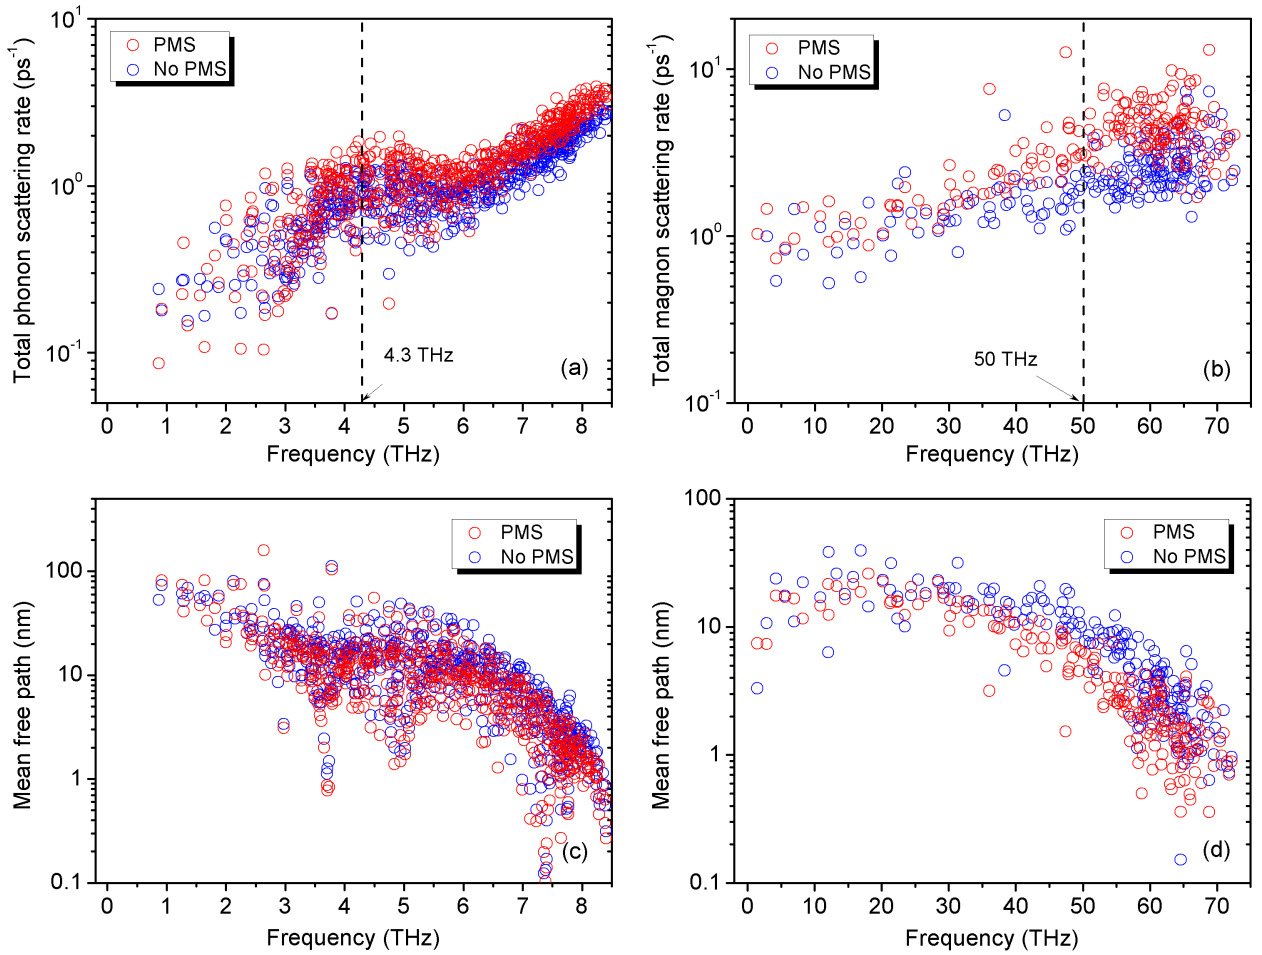 Total phonon scattering rate (ps⁻¹)
10¹
10⁰
10⁻¹
PMS
No PMS
4.3 THz
(a)
0 1 2 3 4 5 6 7 8
Frequency (THz)
Total magnon scattering rate (ps⁻¹)
10¹
10⁰
10⁻¹
PMS
No PMS
50 THz
(b)
0 10 20 30 40 50 60 70
Frequency (THz)
Mean free path (nm)
100
10
1
0.1
PMS
No PMS
(c)
0 1 2 3 4 5 6 7 8
Frequency (THz)
Mean free path (nm)
100
10
1
0.1
PMS
No PMS
(d)
0 10 20 30 40 50 60 70
Frequency (THz)